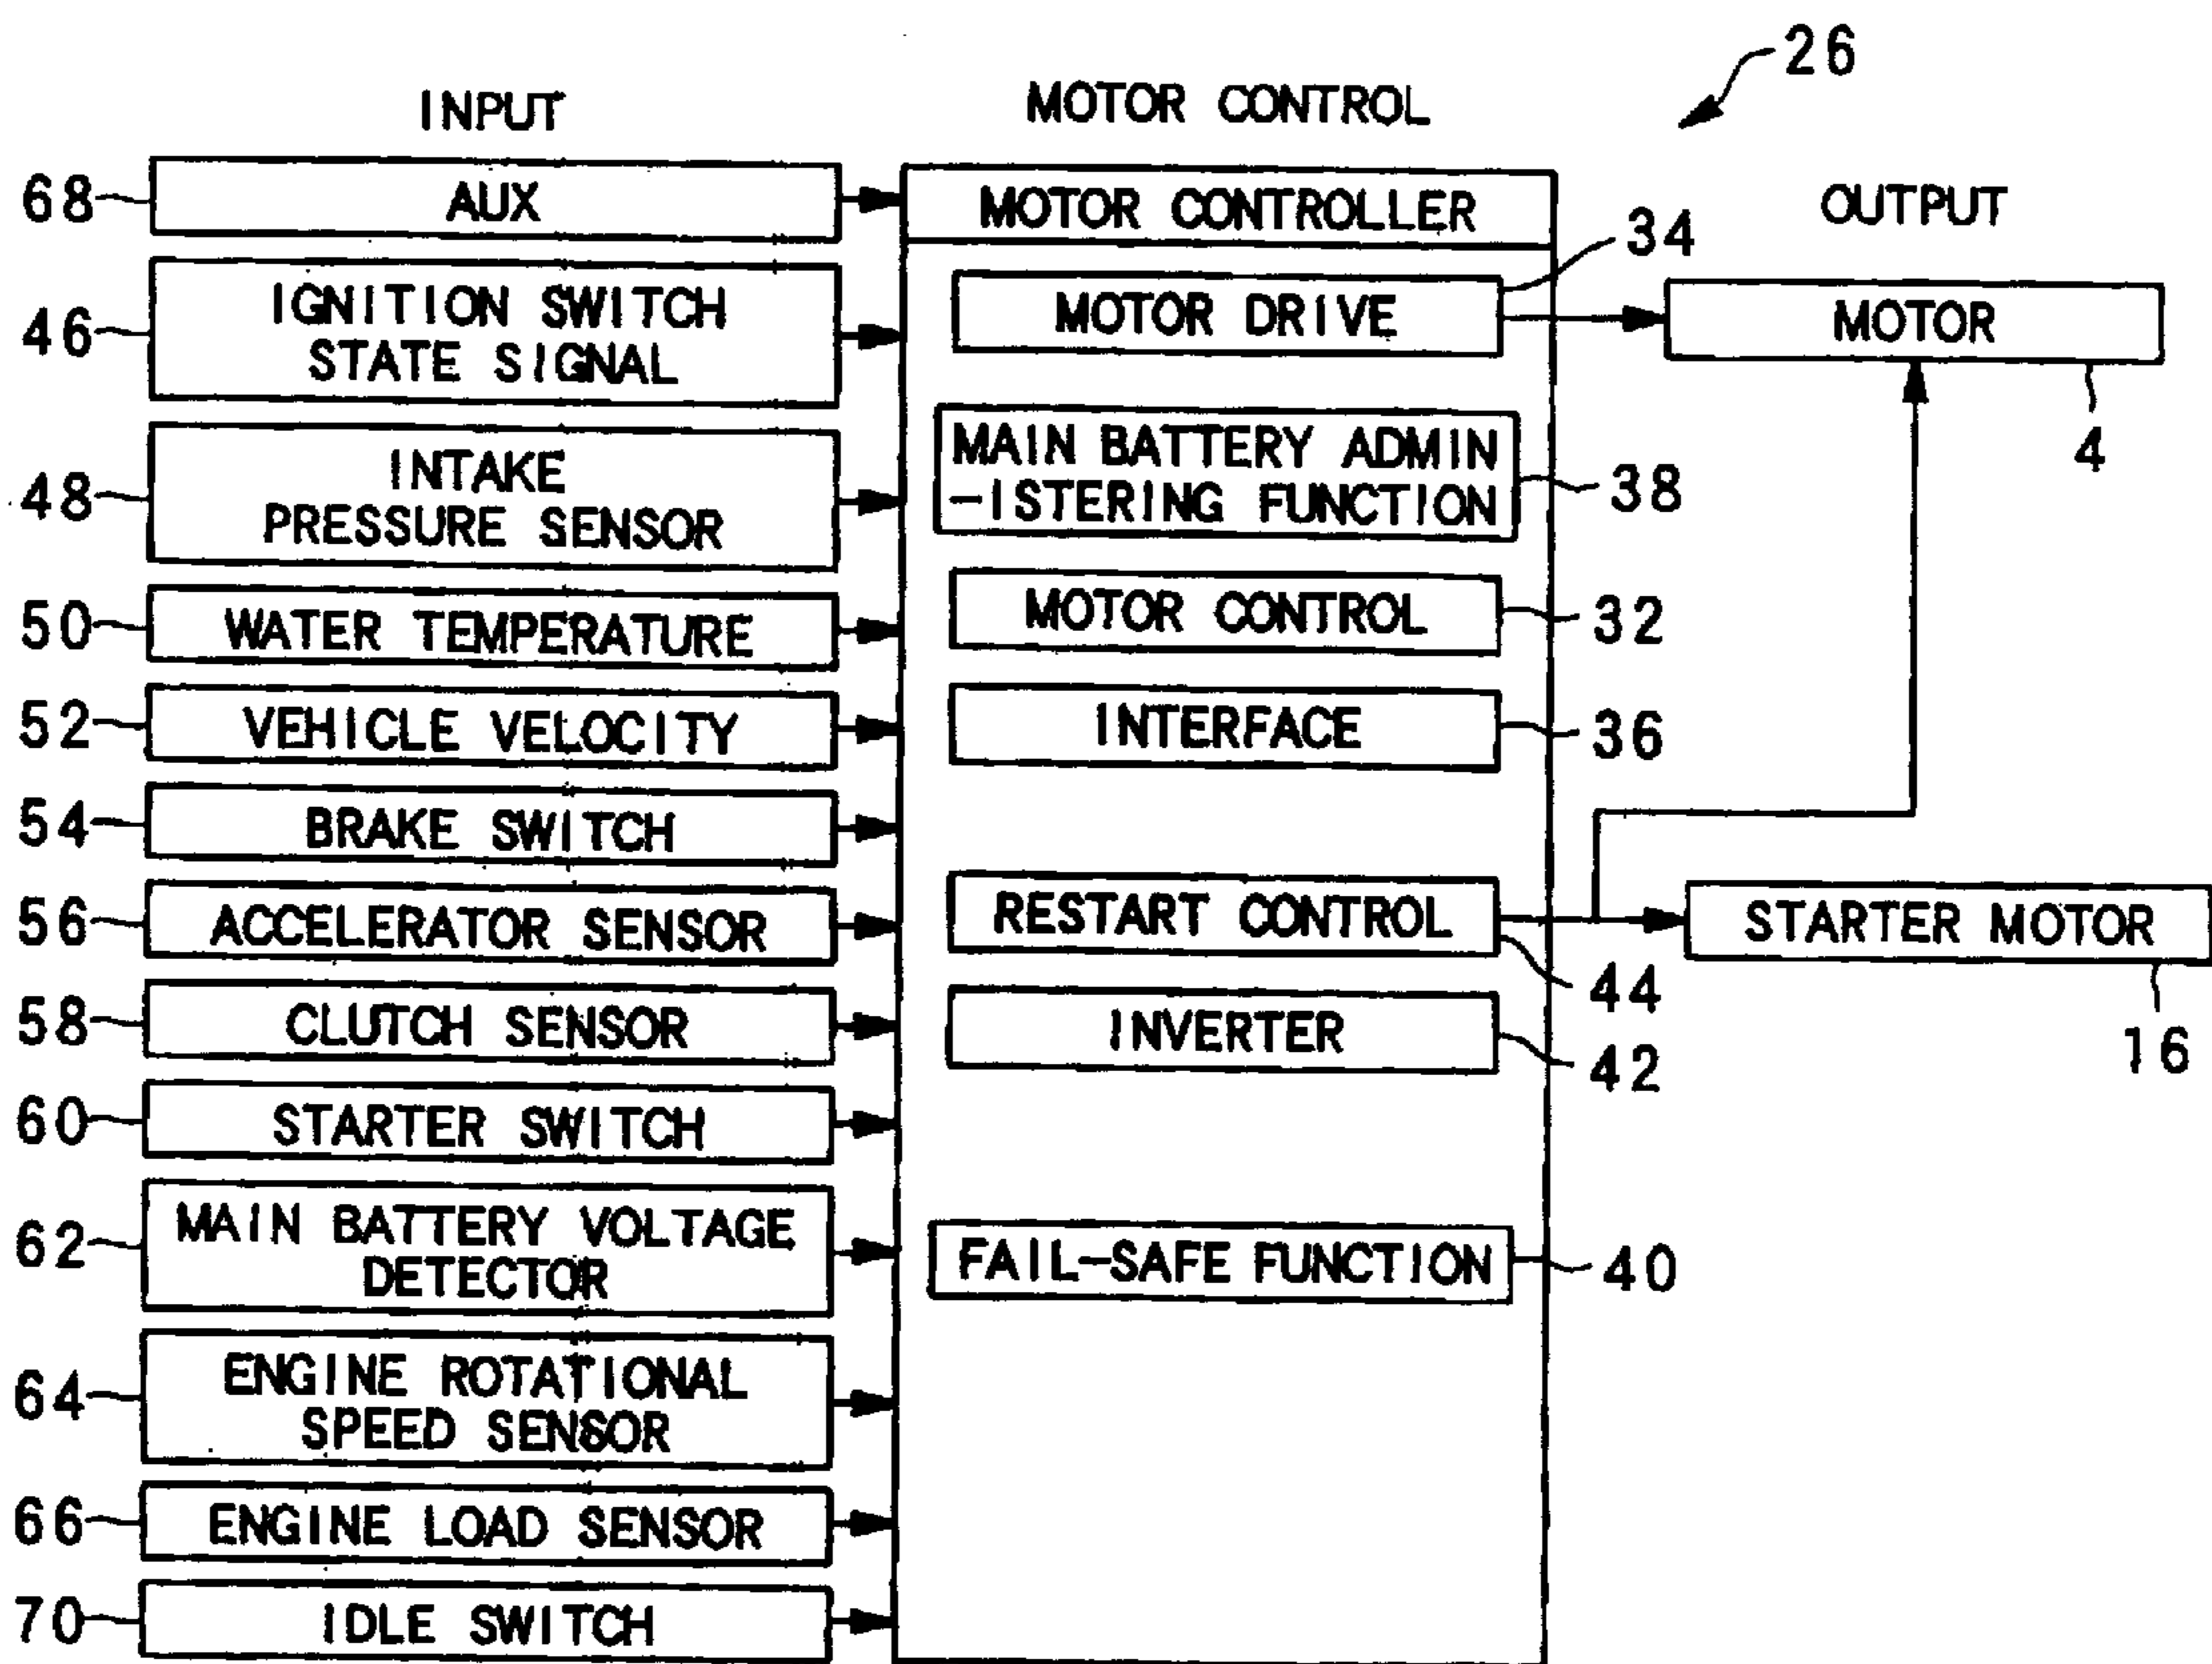 26
INPUT
MOTOR CONTROL
OUTPUT
68
AUX
46
IGNITION SWITCH
STATE SIGNAL
48
INTAKE
PRESSURE SENSOR
50
WATER TEMPERATURE
52
VEHICLE VELOCITY
54
BRAKE SWITCH
56
ACCELERATOR SENSOR
58
CLUTCH SENSOR
60
STARTER SWITCH
62
MAIN BATTERY VOLTAGE
DETECTOR
64
ENGINE ROTATIONAL
SPEED SENSOR
66
ENGINE LOAD SENSOR
70
IDLE SWITCH
MOTOR CONTROLLER
MOTOR DRIVE
34
MAIN BATTERY ADMIN
-ISTERING FUNCTION
38
MOTOR CONTROL
32
INTERFACE
36
RESTART CONTROL
44
INVERTER
42
FAIL-SAFE FUNCTION
40
MOTOR
4
STARTER MOTOR
16